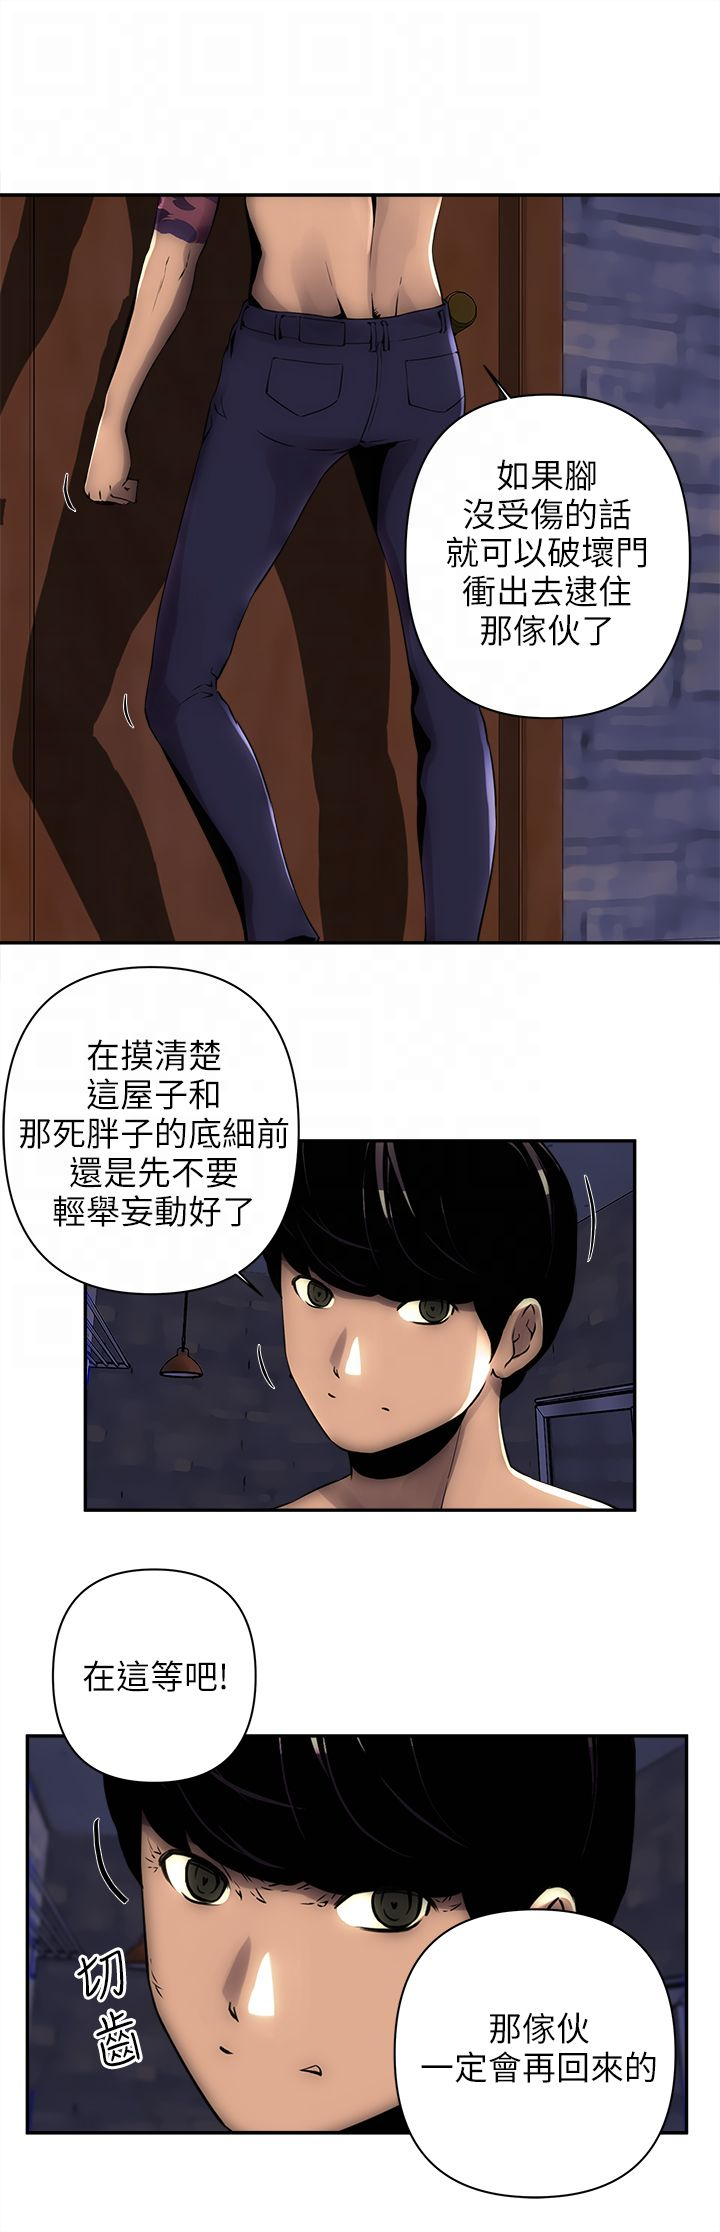 如果腳
沒受傷的話
就可以破壞門
衝出去逮住
那傢伙了
在摸清楚
這屋子和
那死胖子的底細前
還是先不要
輕舉妄動好了
在這等吧!
切
齒
那傢伙
一定會再回來的